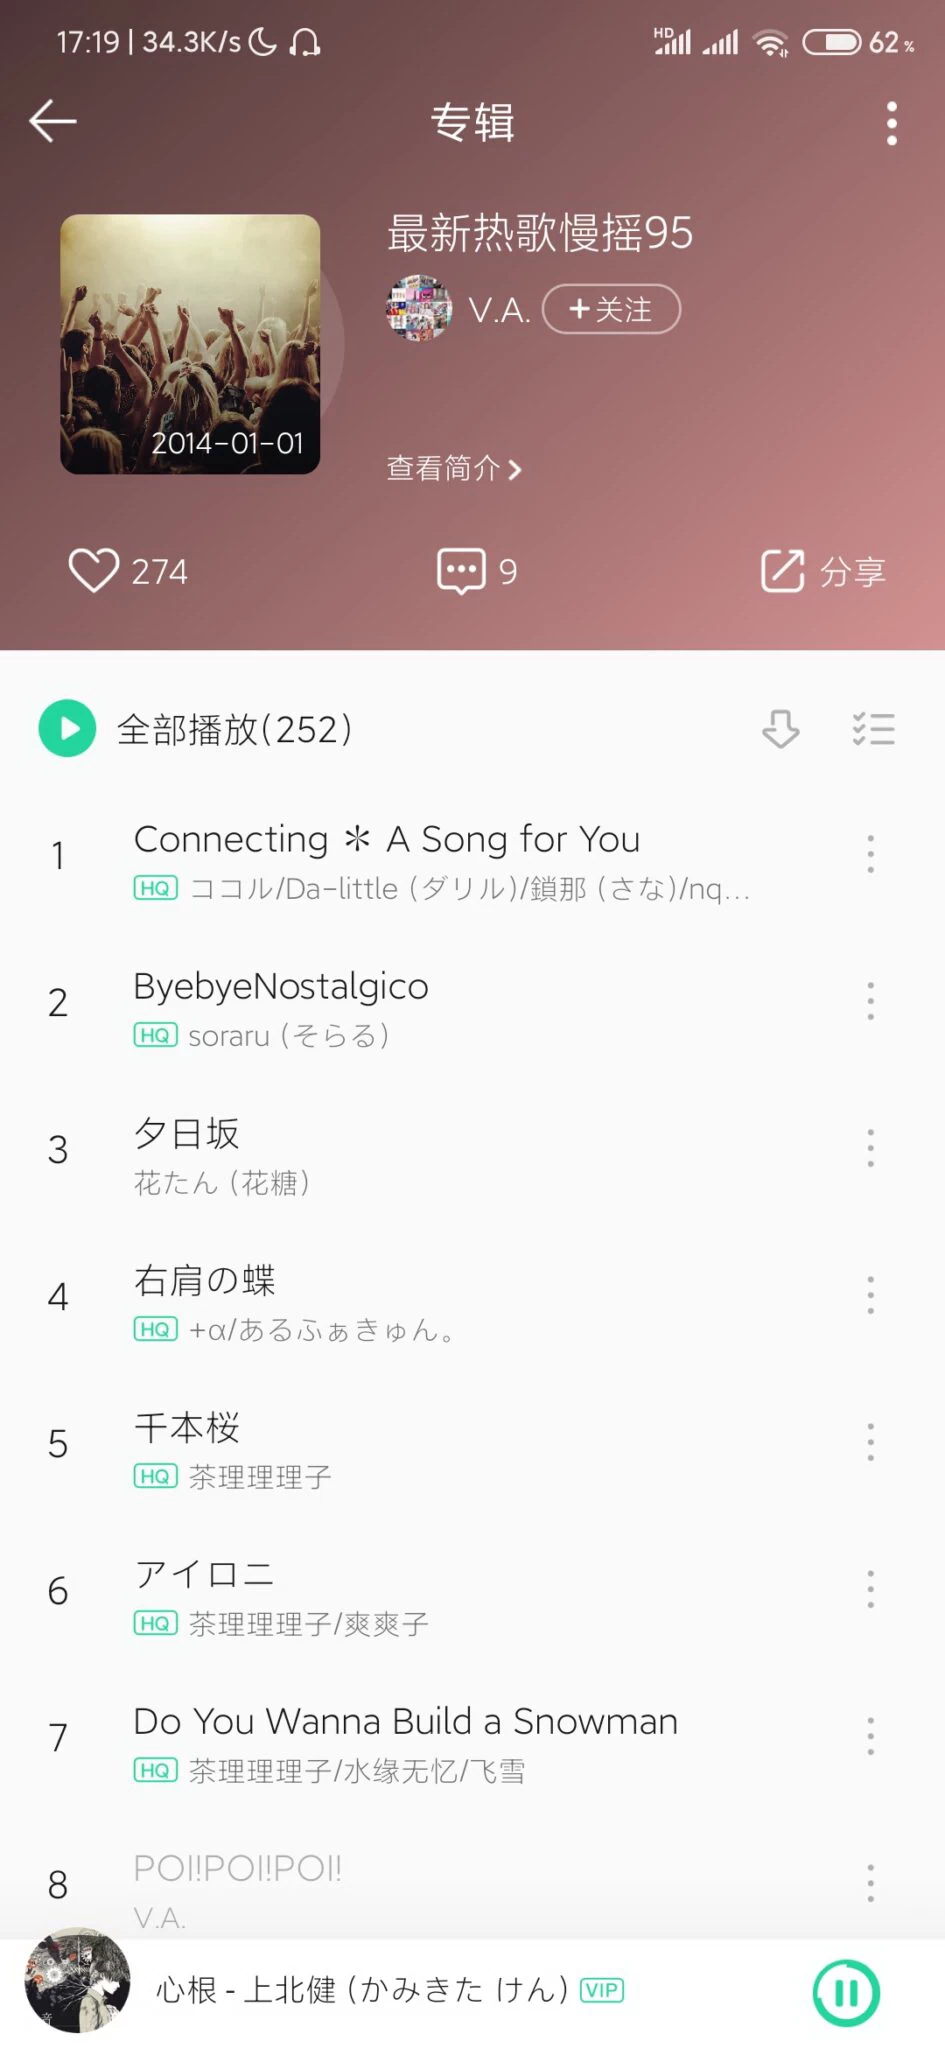 17:19 | 34.3K/s HD 62%
专辑
最新热歌慢摇95
V.A. +关注
2014-01-01
查看简介
274 9 分享
全部播放(252)
1 Connecting ＊ A Song for You
HQ ココル/Da-little (ダリル)/鎖那 (さな)/nq...
2 ByebyeNostalgico
HQ soraru (そらる)
3 夕日坂
花たん (花糖)
4 右肩の蝶
HQ +α/あるふぁきゅん。
5 千本桜
HQ 茶理理理子
6 アイロニ
HQ 茶理理理子/爽爽子
7 Do You Wanna Build a Snowman
HQ 茶理理理子/水缘无忆/飞雪
8 POI!POI!POI!
V.A.
心根 - 上北健 (かみきた けん) VIP
音